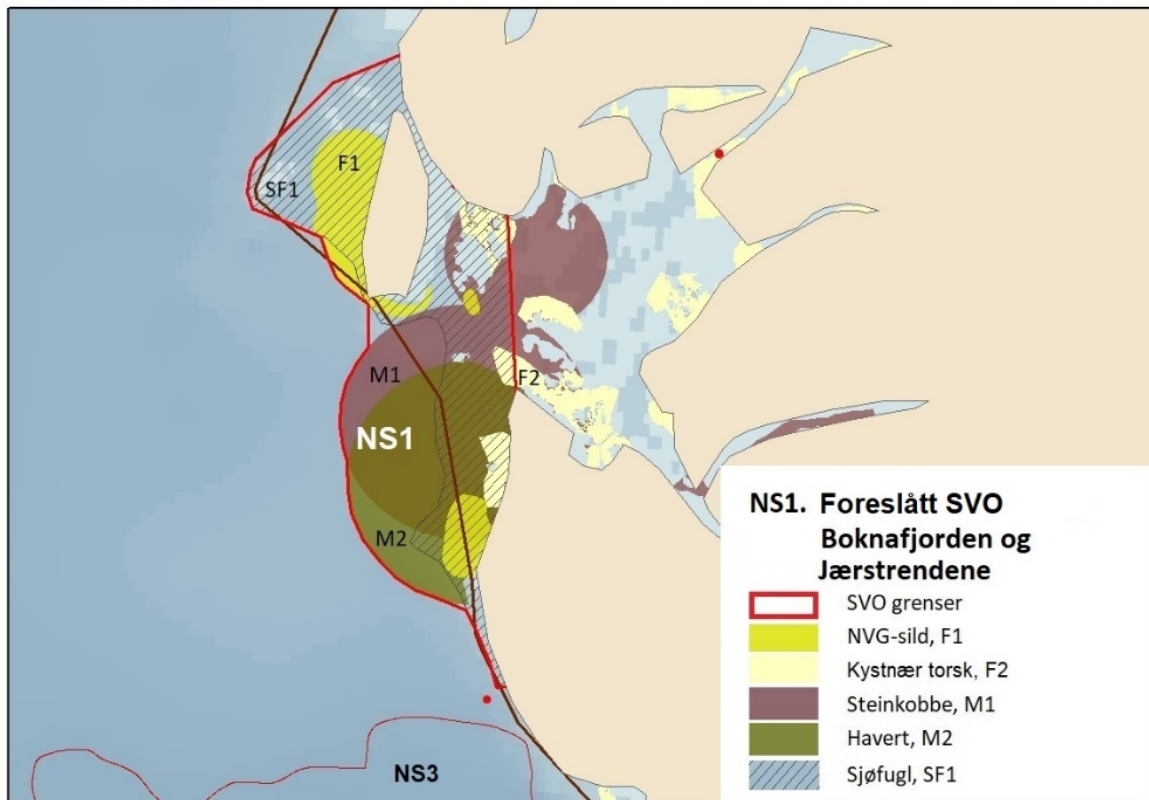 F1
SF1
M1
F2
NS1
M2
NS3
NS1. Foreslått SVO
Boknafjorden og
Jærstrendene
SVO grenser
NVG-sild, F1
Kystnær torsk, F2
Steinkobbe, M1
Havert, M2
Sjøfugl, SF1